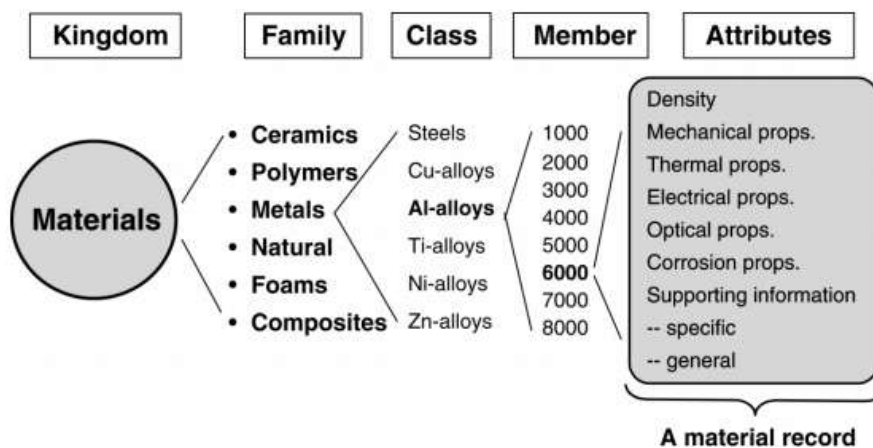 Kingdom
Family
Class
Member
Attributes
Materials
• Ceramics
• Polymers
• Metals
• Natural
• Foams
• Composites
Steels
Cu-alloys
Al-alloys
Ti-alloys
Ni-alloys
Zn-alloys
1000
2000
3000
4000
5000
6000
7000
8000
Density
Mechanical props.
Thermal props.
Electrical props.
Optical props.
Corrosion props.
Supporting information
-- specific
-- general
A material record